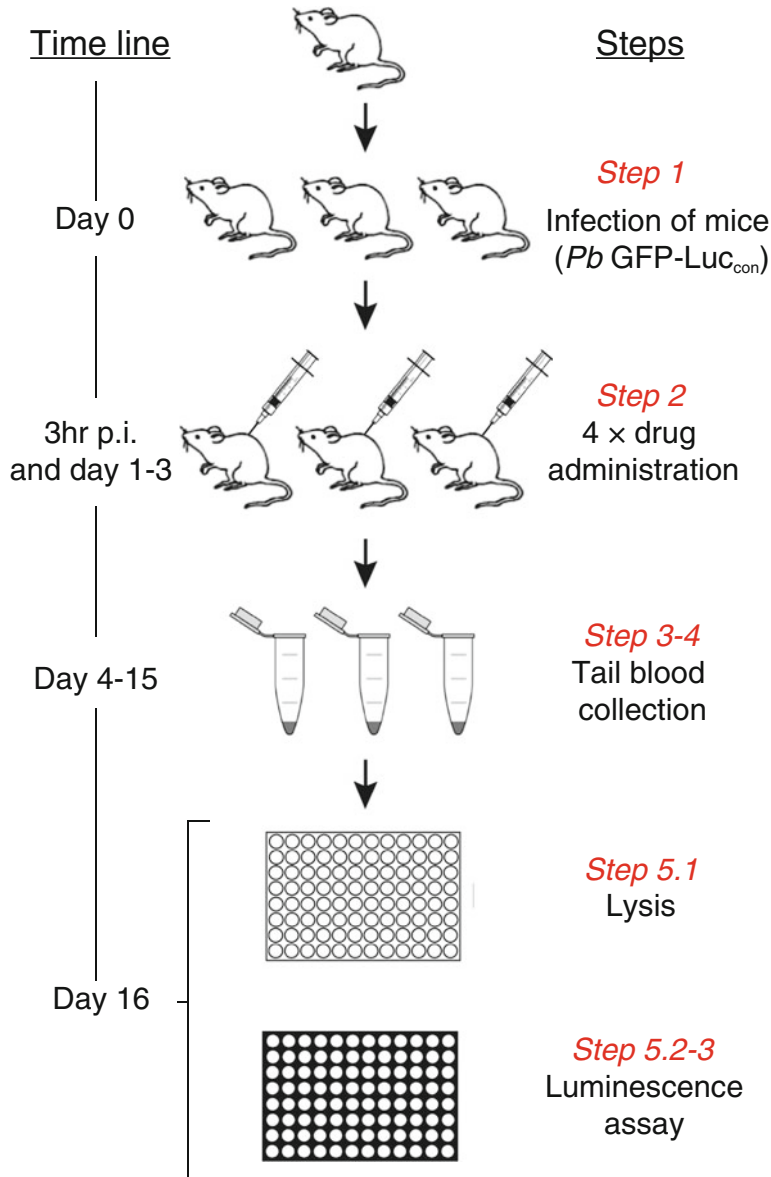 Time line
Steps
Step 1
Day 0
Infection of mice
(Pb GFP-Luccon)
Step 2
3hr p.i.
and day 1-3
4 × drug
administration
Step 3-4
Day 4-15
Tail blood
collection
Step 5.1
Lysis
Day 16
Step 5.2-3
Luminescence
assay